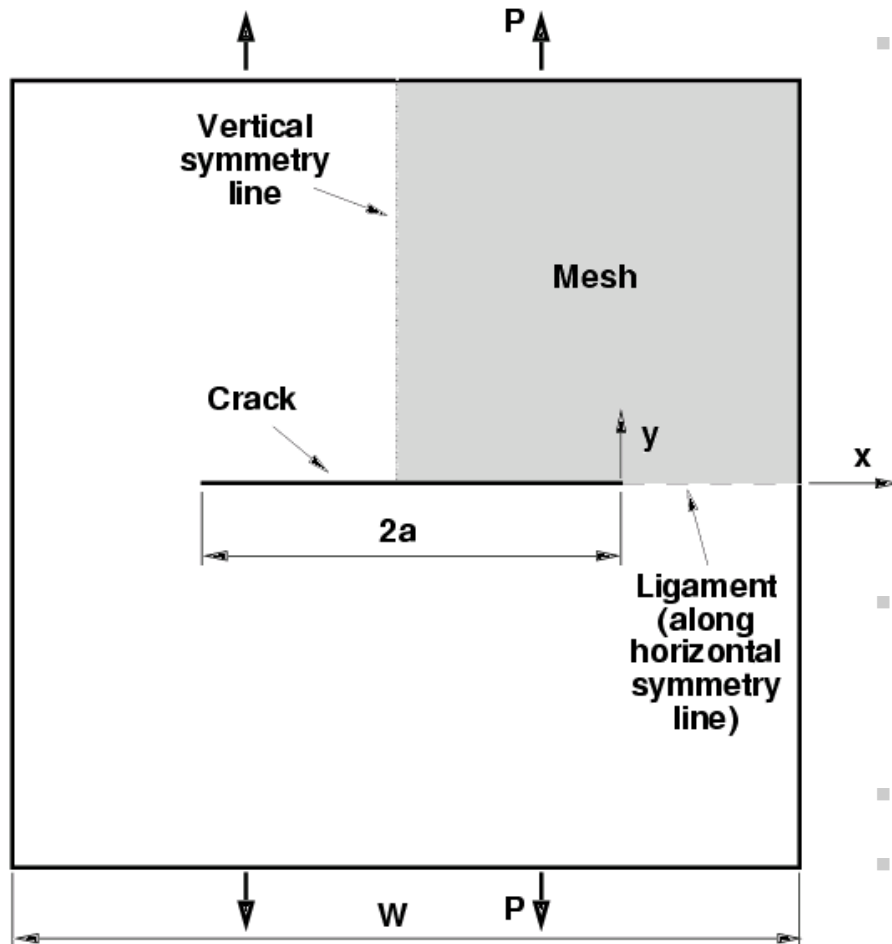 P
Vertical
symmetry
line
Mesh
Crack
y
x
2a
Ligament
(along
horizontal
symmetry
line)
P
W